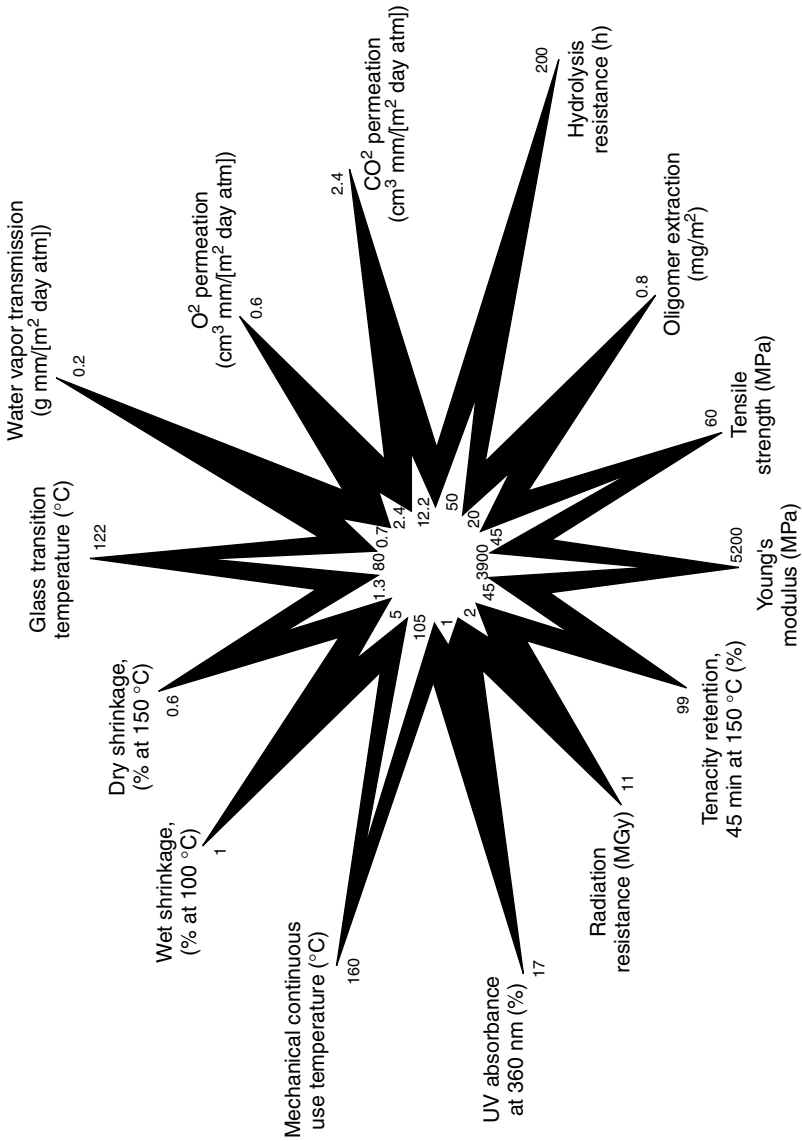 Water vapor transmission
(g mm/[m² day atm])
0.2
O² permeation
(cm³ mm/[m² day atm])
0.6
CO² permeation
(cm³ mm/[m² day atm])
2.4
Hydrolysis
resistance (h)
200
Oligomer extraction
(mg/m²)
0.8
Tensile
strength (MPa)
60
Young's
modulus (MPa)
5200
Tenacity retention,
45 min at 150 °C (%)
99
Radiation
resistance (MGy)
11
UV absorbance
at 360 nm (%)
17
Mechanical continuous
use temperature (°C)
160
Wet shrinkage,
(% at 100 °C)
1
Dry shrinkage,
(% at 150 °C)
0.6
Glass transition
temperature (°C)
122
80
0.7
2.4
12.2
50
20
45
3900
45
2
1
105
5
1.3